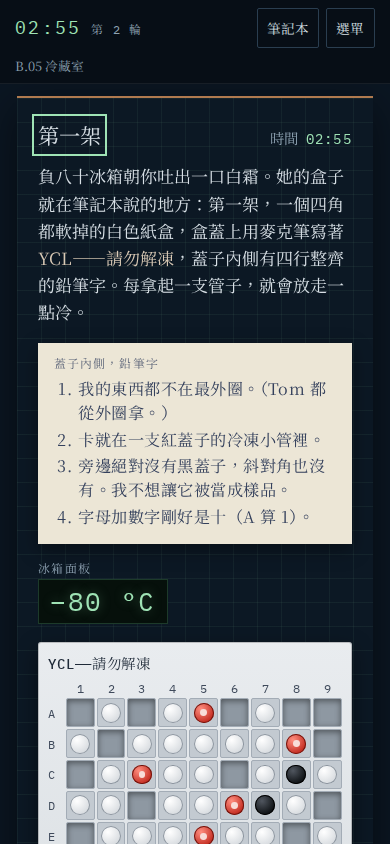 02:55 第 2 輪
筆記本
選單
B.05 冷藏室
第一架
時間 02:55
負八十冰箱朝你吐出一口白霜。她的盒子
就在筆記本說的地方：第一架，一個四角
都軟掉的白色紙盒，盒蓋上用麥克筆寫著
YCL——請勿解凍，蓋子內側有四行整齊
的鉛筆字。每拿起一支管子，就會放走一
點冷。
蓋子內側，鉛筆字
1. 我的東西都不在最外圈。（Tom 都
從外圈拿。）
2. 卡就在一支紅蓋子的冷凍小管裡。
3. 旁邊絕對沒有黑蓋子，斜對角也沒
有。我不想讓它被當成樣品。
4. 字母加數字剛好是十（A 算 1）。
冰箱面板
−80 °C
YCL—請勿解凍
1 2 3 4 5 6 7 8 9
A
B
C
D
E